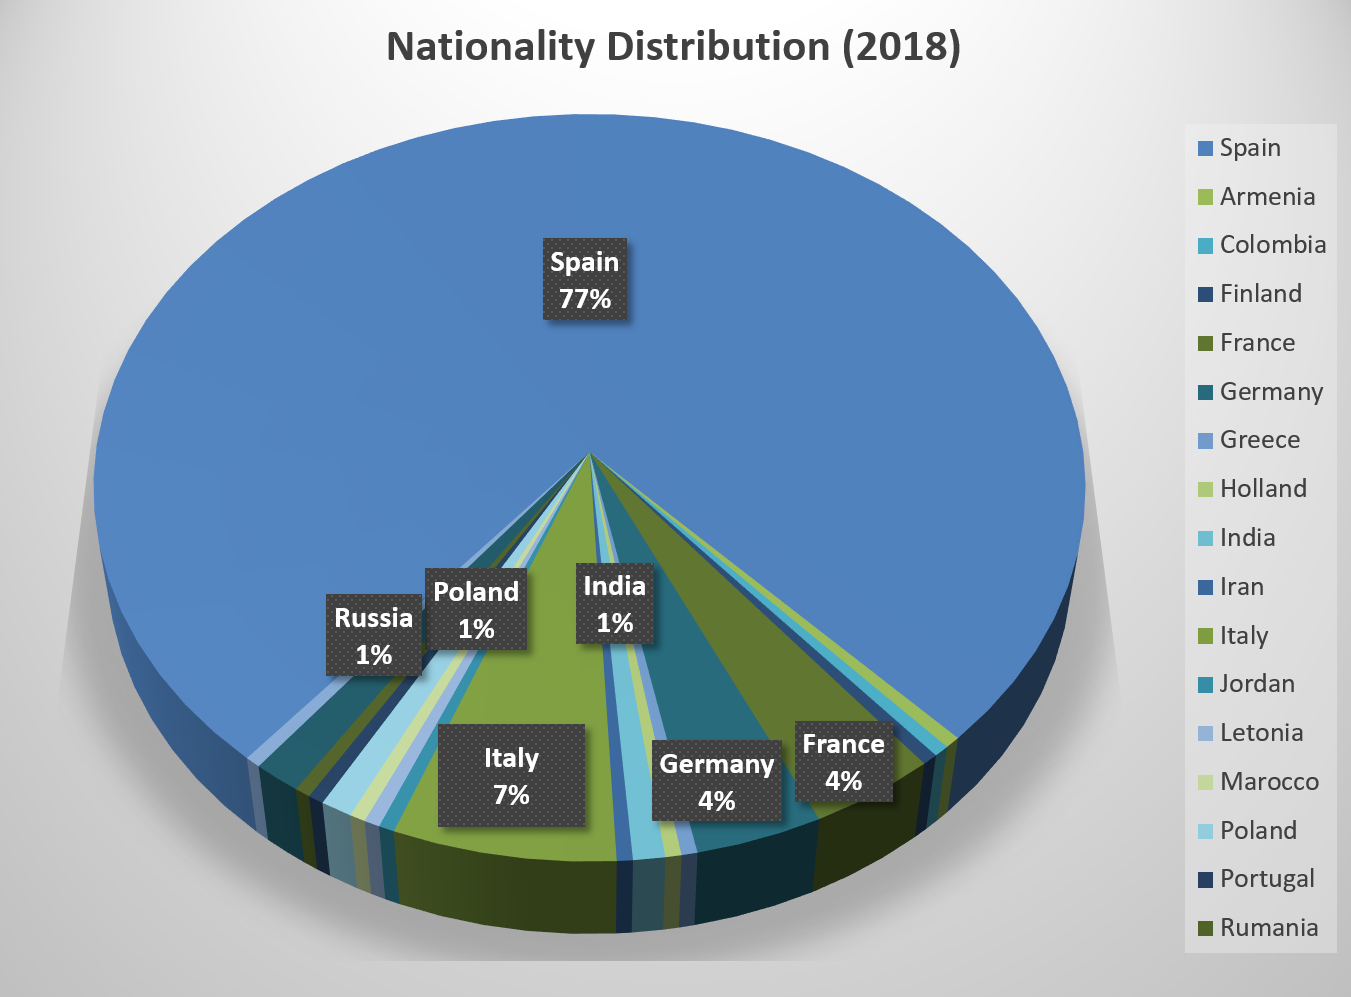 Nationality Distribution (2018)
Spain
77%
Russia
1%
Poland
1%
India
1%
Italy
7%
Germany
4%
France
4%
Spain
Armenia
Colombia
Finland
France
Germany
Greece
Holland
India
Iran
Italy
Jordan
Letonia
Marocco
Poland
Portugal
Rumania